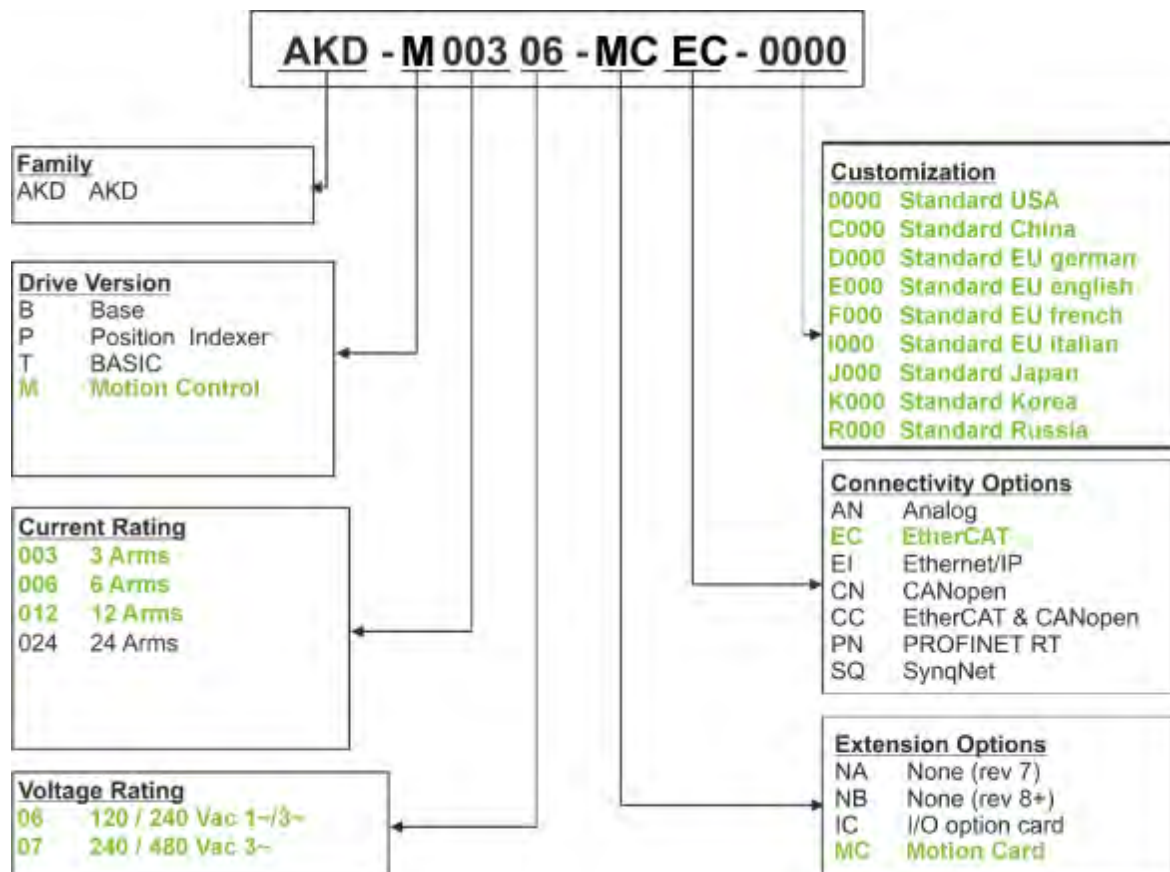 AKD - M 003 06 - MC EC - 0000
Family
AKD AKD
Drive Version
B Base
P Position Indexer
T BASIC
M Motion Control
Current Rating
003 3 Arms
006 6 Arms
012 12 Arms
024 24 Arms
Voltage Rating
06 120 / 240 Vac 1~/3~
07 240 / 480 Vac 3~
Customization
0000 Standard USA
C000 Standard China
D000 Standard EU german
E000 Standard EU english
F000 Standard EU french
I000 Standard EU italian
J000 Standard Japan
K000 Standard Korea
R000 Standard Russia
Connectivity Options
AN Analog
EC EtherCAT
EI Ethernet/IP
CN CANopen
CC EtherCAT & CANopen
PN PROFINET RT
SQ SynqNet
Extension Options
NA None (rev 7)
NB None (rev 8+)
IC I/O option card
MC Motion Card